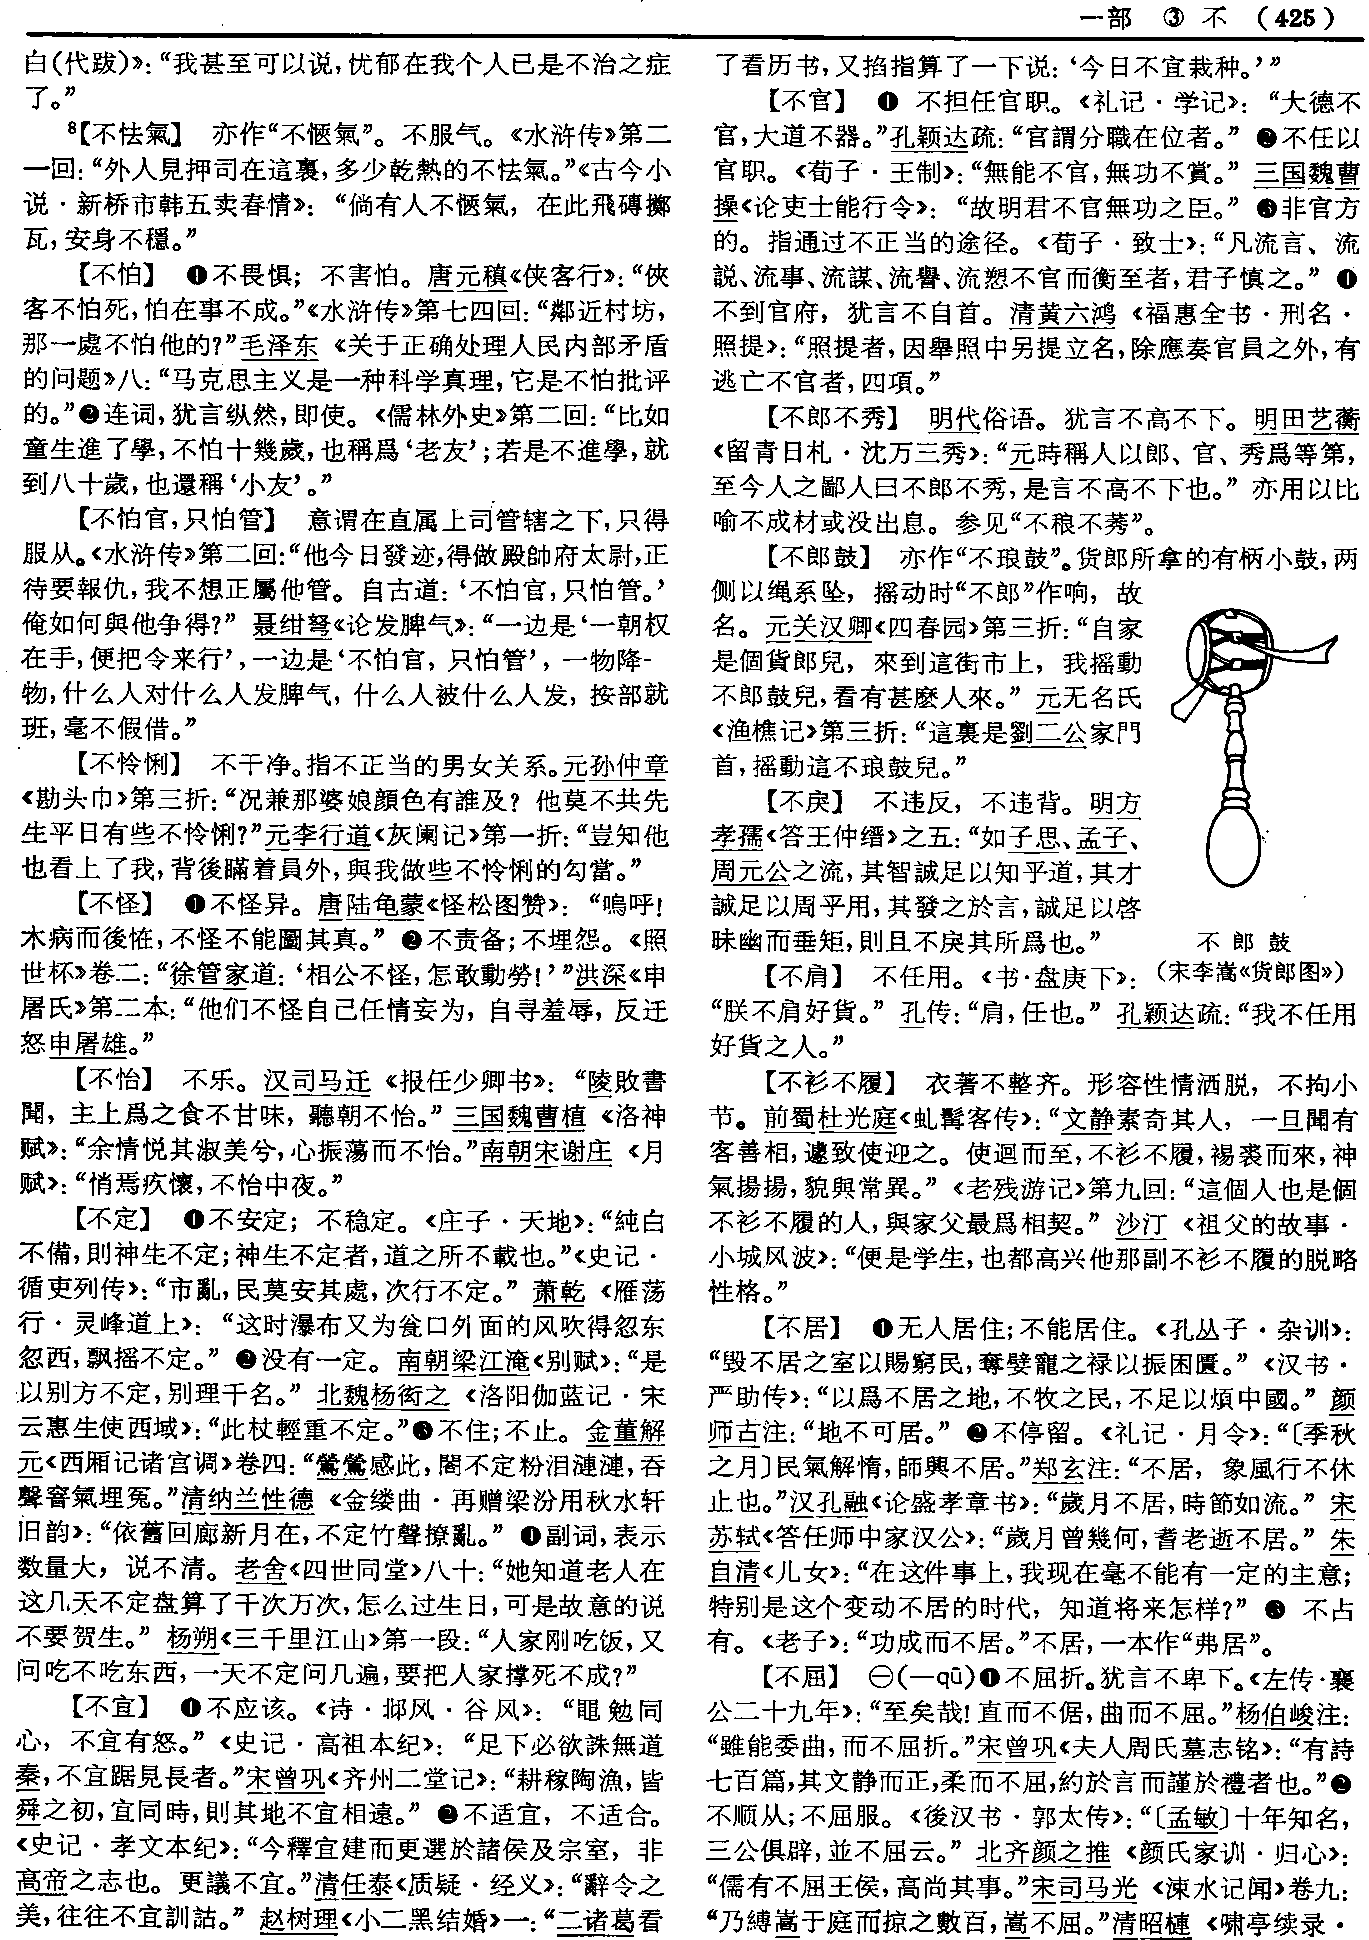 一部 ③ 不 （425）
白(代跋)》：“我甚至可以说，忧郁在我个人已是不治之症
了。”
⁸【不怯氣】 亦作“不愜氣”。不服气。《水浒传》第二
一回：“外人見押司在這裏，多少乾熱的不怯氣。”《古今小
说·新桥市韩五卖春情》：“倘有人不愜氣，在此飛磚擲
瓦，安身不穩。”
【不怕】 ❶不畏惧；不害怕。唐元稹《侠客行》：“俠
客不怕死，怕在事不成。”《水浒传》第七四回：“鄰近村坊，
那一處不怕他的？”毛泽东《关于正确处理人民内部矛盾
的问题》八：“马克思主义是一种科学真理，它是不怕批评
的。”❷连词，犹言纵然，即使。《儒林外史》第二回：“比如
童生進了學，不怕十幾歲，也稱爲‘老友’；若是不進學，就
到八十歲，也還稱‘小友’。”
【不怕官，只怕管】 意谓在直属上司管辖之下，只得
服从。《水浒传》第二回：“他今日發迹，得做殿帥府太尉，正
待要報仇，我不想正屬他管。自古道：‘不怕官，只怕管。’
俺如何與他争得？”聂绀弩《论发脾气》：“一边是‘一朝权
在手，便把令来行’，一边是‘不怕官，只怕管’，一物降一
物，什么人对什么人发脾气，什么人被什么人发，按部就
班，毫不假借。”
【不怜悧】 不干净。指不正当的男女关系。元孙仲章
《勘头巾》第三折：“况兼那婆娘顔色有誰及？他莫不共先
生平日有些不怜悧？”元李行道《灰阑记》第一折：“豈知他
也看上了我，背後瞞着員外，與我做些不怜悧的勾當。”
【不怪】 ❶不怪异。唐陆龟蒙《怪松图赞》：“嗚呼！
木病而後恠，不怪不能圖其真。”❷不责备；不埋怨。《照
世杯》卷二：“徐管家道：‘相公不怪，怎敢動勞！’”洪深《申
屠氏》第二本：“他们不怪自己任情妄为，自寻羞辱，反迁
怒申屠雄。”
【不怡】 不乐。汉司马迁《报任少卿书》：“陵敗書
聞，主上爲之食不甘味，聽朝不怡。”三国魏曹植《洛神
赋》：“余情悦其淑美兮，心振蕩而不怡。”南朝宋谢庄《月
赋》：“悄焉疚懷，不怡中夜。”
【不定】 ❶不安定；不稳定。《庄子·天地》：“純白
不備，則神生不定；神生不定者，道之所不載也。”《史记·
循吏列传》：“市亂，民莫安其處，次行不定。”萧乾《雁荡
行·灵峰道上》：“这时瀑布又为瓮口外面的风吹得忽东
忽西，飘摇不定。”❷没有一定。南朝梁江淹《别赋》：“是
以别方不定，别理千名。”北魏杨衒之《洛阳伽蓝记·宋
云惠生使西域》：“此杖輕重不定。”❸不住；不止。金董解
元《西厢记诸宫调》卷四：“鶯鶯感此，閣不定粉泪漣漣，吞
聲窨氣埋冤。”清纳兰性德《金缕曲·再赠梁汾用秋水轩
旧韵》：“依舊回廊新月在，不定竹聲撩亂。”❹副词，表示
数量大，说不清。老舍《四世同堂》八十：“她知道老人在
这几天不定盘算了千次万次，怎么过生日，可是故意的说
不要贺生。”杨朔《三千里江山》第一段：“人家刚吃饭，又
问吃不吃东西，一天不定问几遍，要把人家撑死不成？”
【不宜】 ❶不应该。《诗·邶风·谷风》：“黽勉同
心，不宜有怒。”《史记·高祖本纪》：“足下必欲誅無道
秦，不宜踞見長者。”宋曾巩《齐州二堂记》：“耕稼陶漁，皆
舜之初，宜同時，則其地不宜相遠。”❷不适宜，不适合。
《史记·孝文本纪》：“今釋宜建而更選於諸侯及宗室，非
高帝之志也。更議不宜。”清任泰《质疑·经义》：“辭令之
美，往往不宜訓詁。”赵树理《小二黑结婚》一：“二诸葛看
了看历书，又掐指算了一下说：‘今日不宜栽种。’”
【不官】 ❶ 不担任官职。《礼记·学记》：“大德不
官，大道不器。”孔颖达疏：“官謂分職在位者。”❷不任以
官职。《荀子·王制》：“無能不官，無功不賞。”三国魏曹
操《论吏士能行令》：“故明君不官無功之臣。”❸非官方
的。指通过不正当的途径。《荀子·致士》：“凡流言、流
説、流事、流謀、流譽、流愬不官而衡至者，君子慎之。”❹
不到官府，犹言不自首。清黄六鸿《福惠全书·刑名·
照提》：“照提者，因舉照中另提立名，除應奏官員之外，有
逃亡不官者，四項。”
【不郎不秀】 明代俗语。犹言不高不下。明田艺蘅
《留青日札·沈万三秀》：“元時稱人以郎、官、秀爲等第，
至今人之鄙人曰不郎不秀，是言不高不下也。”亦用以比
喻不成材或没出息。参见“不稂不莠”。
【不郎鼓】 亦作“不琅鼓”。货郎所拿的有柄小鼓，两
侧以绳系坠，摇动时“不郎”作响，故
名。元关汉卿《四春园》第三折：“自家
是個貨郎兒，來到這街市上，我摇動
不郎鼓兒，看有甚麽人來。”元无名氏
《渔樵记》第三折：“這裏是劉二公家門
首，摇動這不琅鼓兒。”
【不戾】 不违反，不违背。明方
孝孺《答王仲缙》之五：“如子思、孟子、
周元公之流，其智誠足以知乎道，其才
誠足以周乎用，其發之於言，誠足以啓
昧幽而垂矩，則且不戾其所爲也。”
不郎鼓
（宋李嵩《货郎图》）
【不肩】 不任用。《书·盘庚下》：
“朕不肩好貨。”孔传：“肩，任也。”孔颖达疏：“我不任用
好貨之人。”
【不衫不履】 衣著不整齐。形容性情洒脱，不拘小
节。前蜀杜光庭《虬髯客传》：“文静素奇其人，一旦聞有
客善相，遽致使迎之。使迴而至，不衫不履，裼裘而來，神
氣揚揚，貌與常異。”《老残游记》第九回：“這個人也是個
不衫不履的人，與家父最爲相契。”沙汀《祖父的故事·
小城风波》：“便是学生，也都高兴他那副不衫不履的脱略
性格。”
【不居】 ❶无人居住；不能居住。《孔丛子·杂训》：
“毁不居之室以賜窮民，奪嬖寵之禄以振困匱。”《汉书·
严助传》：“以爲不居之地，不牧之民，不足以煩中國。”颜
师古注：“地不可居。”❷不停留。《礼记·月令》：“〔季秋
之月〕民氣解惰，師興不居。”郑玄注：“不居，象風行不休
止也。”汉孔融《论盛孝章书》：“歲月不居，時節如流。”宋
苏轼《答任师中家汉公》：“歲月曾幾何，耆老逝不居。”朱
自清《儿女》：“在这件事上，我现在毫不能有一定的主意；
特别是这个变动不居的时代，知道将来怎样？”❸ 不占
有。《老子》：“功成而不居。”不居，一本作“弗居”。
【不屈】 ㊀(—qū)❶不屈折。犹言不卑下。《左传·襄
公二十九年》：“至矣哉！直而不倨，曲而不屈。”杨伯峻注：
“雖能委曲，而不屈折。”宋曾巩《夫人周氏墓志铭》：“有詩
七百篇，其文静而正，柔而不屈，約於言而謹於禮者也。”❷
不顺从；不屈服。《後汉书·郭太传》：“〔孟敏〕十年知名，
三公俱辟，並不屈云。”北齐颜之推《颜氏家训·归心》：
“儒有不屈王侯，高尚其事。”宋司马光《涑水记闻》卷九：
“乃縛嵩于庭而掠之數百，嵩不屈。”清昭槤《啸亭续录·